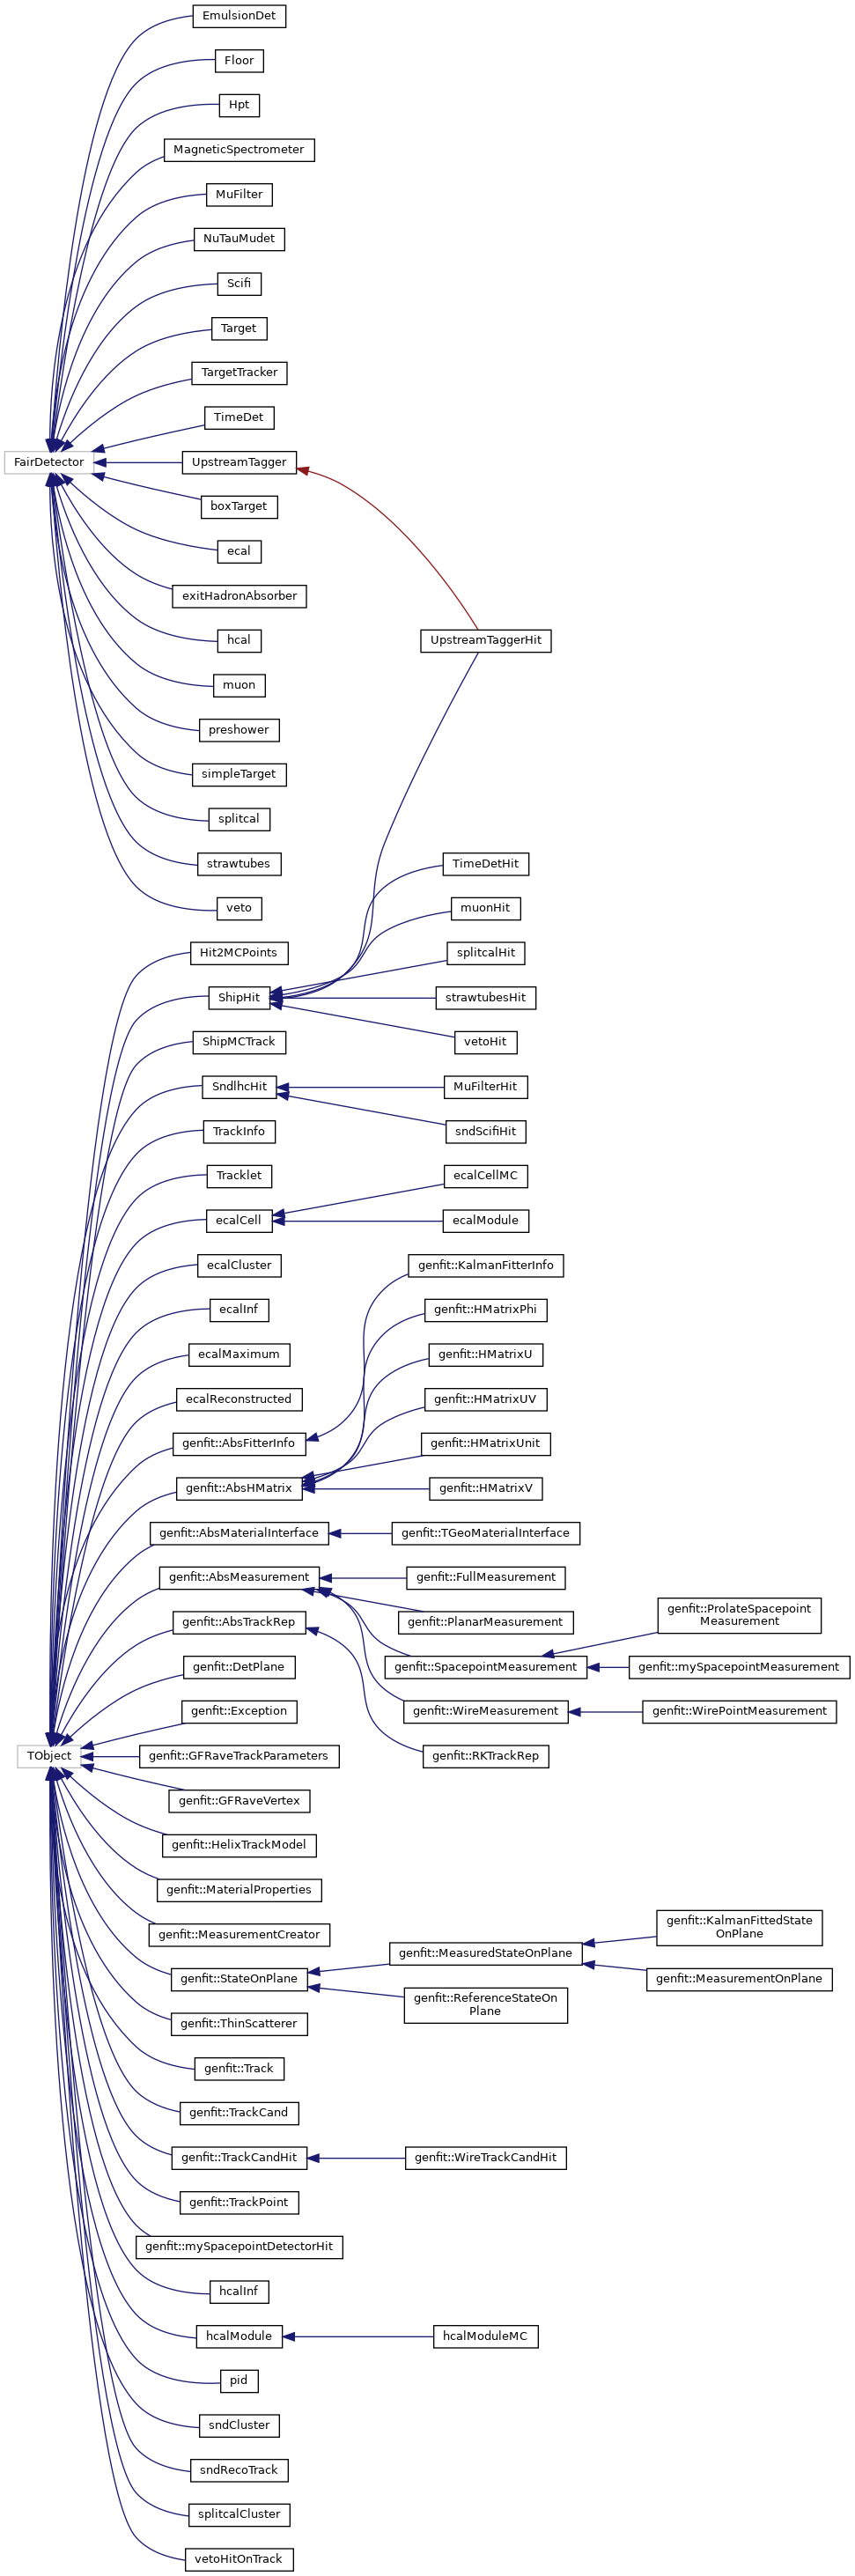 EmulsionDet
Floor
Hpt
MagneticSpectrometer
MuFilter
NuTauMudet
Scifi
Target
TargetTracker
TimeDet
FairDetector
UpstreamTagger
boxTarget
ecal
exitHadronAbsorber
hcal
UpstreamTaggerHit
muon
preshower
simpleTarget
splitcal
strawtubes
TimeDetHit
veto
muonHit
Hit2MCPoints
splitcalHit
ShipHit
strawtubesHit
ShipMCTrack
vetoHit
SndlhcHit
MuFilterHit
TrackInfo
sndScifiHit
Tracklet
ecalCellMC
ecalCell
ecalModule
ecalCluster
genfit::KalmanFitterInfo
ecalInf
genfit::HMatrixPhi
ecalMaximum
genfit::HMatrixU
ecalReconstructed
genfit::HMatrixUV
genfit::AbsFitterInfo
genfit::HMatrixUnit
genfit::AbsHMatrix
genfit::HMatrixV
genfit::AbsMaterialInterface
genfit::TGeoMaterialInterface
genfit::AbsMeasurement
genfit::FullMeasurement
genfit::AbsTrackRep
genfit::PlanarMeasurement
genfit::ProlateSpacepoint
Measurement
genfit::DetPlane
genfit::SpacepointMeasurement
genfit::mySpacepointMeasurement
genfit::Exception
genfit::WireMeasurement
genfit::WirePointMeasurement
TObject
genfit::GFRaveTrackParameters
genfit::RKTrackRep
genfit::GFRaveVertex
genfit::HelixTrackModel
genfit::MaterialProperties
genfit::MeasurementCreator
genfit::KalmanFittedState
OnPlane
genfit::StateOnPlane
genfit::MeasuredStateOnPlane
genfit::MeasurementOnPlane
genfit::ReferenceStateOn
Plane
genfit::ThinScatterer
genfit::Track
genfit::TrackCand
genfit::TrackCandHit
genfit::WireTrackCandHit
genfit::TrackPoint
genfit::mySpacepointDetectorHit
hcalInf
hcalModule
hcalModuleMC
pid
sndCluster
sndRecoTrack
splitcalCluster
vetoHitOnTrack